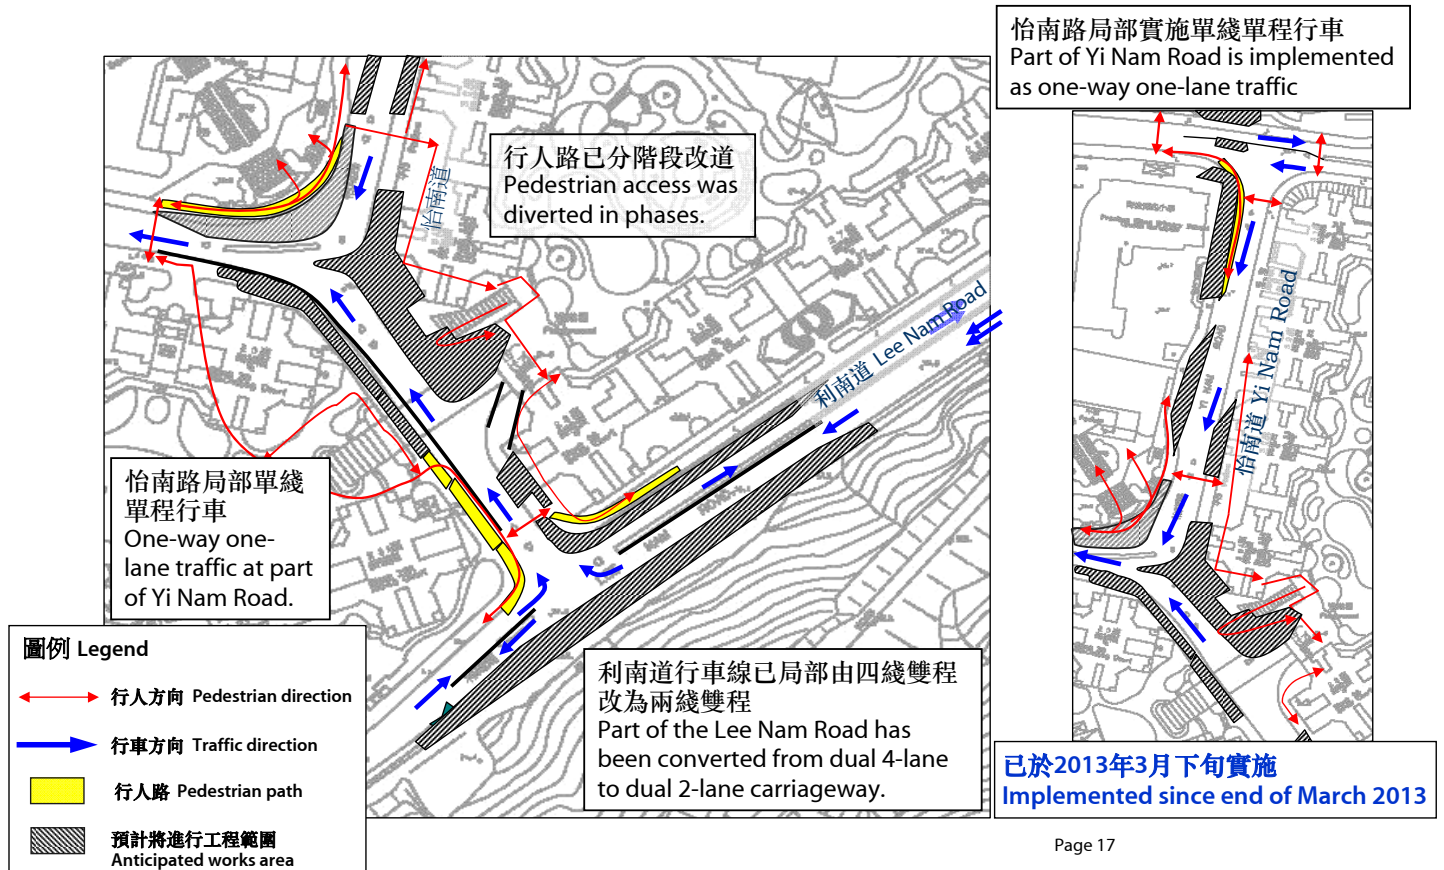 怡南路局部實施單綫單程行車
Part of Yi Nam Road is implemented
as one-way one-lane traffic
行人路已分階段改道
Pedestrian access was
diverted in phases.
怡南道
利南道 Lee Nam Road
怡南道 Yi Nam Road
怡南路局部單綫
單程行車
One-way one-
lane traffic at part
of Yi Nam Road.
利南道行車線已局部由四綫雙程
改為兩綫雙程
Part of the Lee Nam Road has
been converted from dual 4-lane
to dual 2-lane carriageway.
圖例 Legend
行人方向 Pedestrian direction
行車方向 Traffic direction
行人路 Pedestrian path
預計將進行工程範圍
Anticipated works area
已於2013年3月下旬實施
Implemented since end of March 2013
Page 17